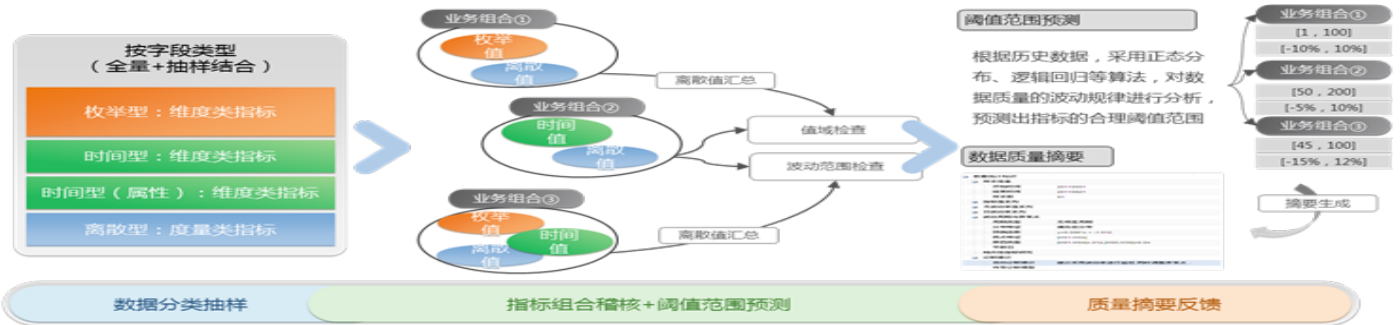 按字段类型
（全量+抽样结合）
枚举型：维度类指标
时间型：维度类指标
时间型（属性）：维度类指标
离散型：度量类指标
业务组合①
枚举
值
离散
值
业务组合②
时间
值
离散
值
业务组合③
枚举
值
时间
值
离散
值
离散值汇总
值域检查
波动范围检查
离散值汇总
阈值范围预测
根据历史数据，采用正态分
布、逻辑回归等算法，对数
据质量的波动规律进行分析，
预测出指标的合理阈值范围
数据质量摘要
业务组合①
[1，100]
[-10%，10%]
业务组合②
[50，200]
[-5%，10%]
业务组合③
[45，100]
[-15%，12%]
摘要生成
数据分类抽样
指标组合稽核+阈值范围预测
质量摘要反馈